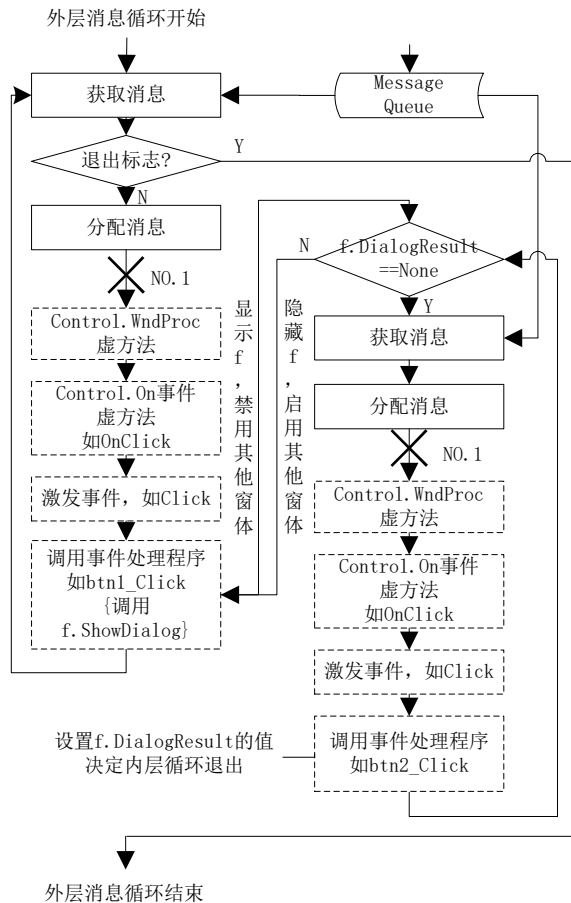 外层消息循环开始
获取消息
Message
Queue
退出标志?
Y
N
分配消息
NO.1
Control.WndProc
虚方法
Control.On事件
虚方法
如OnClick
激发事件，如Click
调用事件处理程序
如btn1_Click
{调用
f.ShowDialog}
显示f，禁用其他窗体
隐藏f，启用其他窗体
N
f.DialogResult
==None
Y
获取消息
分配消息
NO.1
Control.WndProc
虚方法
Control.On事件
虚方法
如OnClick
激发事件，如Click
调用事件处理程序
如btn2_Click
设置f.DialogResult的值
决定内层循环退出
外层消息循环结束